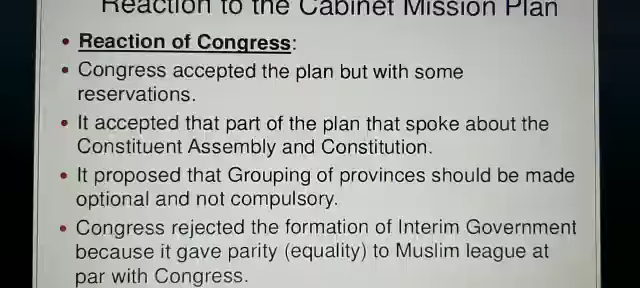 Reaction to the Cabinet Mission Plan
• Reaction of Congress:
• Congress accepted the plan but with some
reservations.
• It accepted that part of the plan that spoke about the
Constituent Assembly and Constitution.
• It proposed that Grouping of provinces should be made
optional and not compulsory.
• Congress rejected the formation of Interim Government
because it gave parity (equality) to Muslim league at
par with Congress.